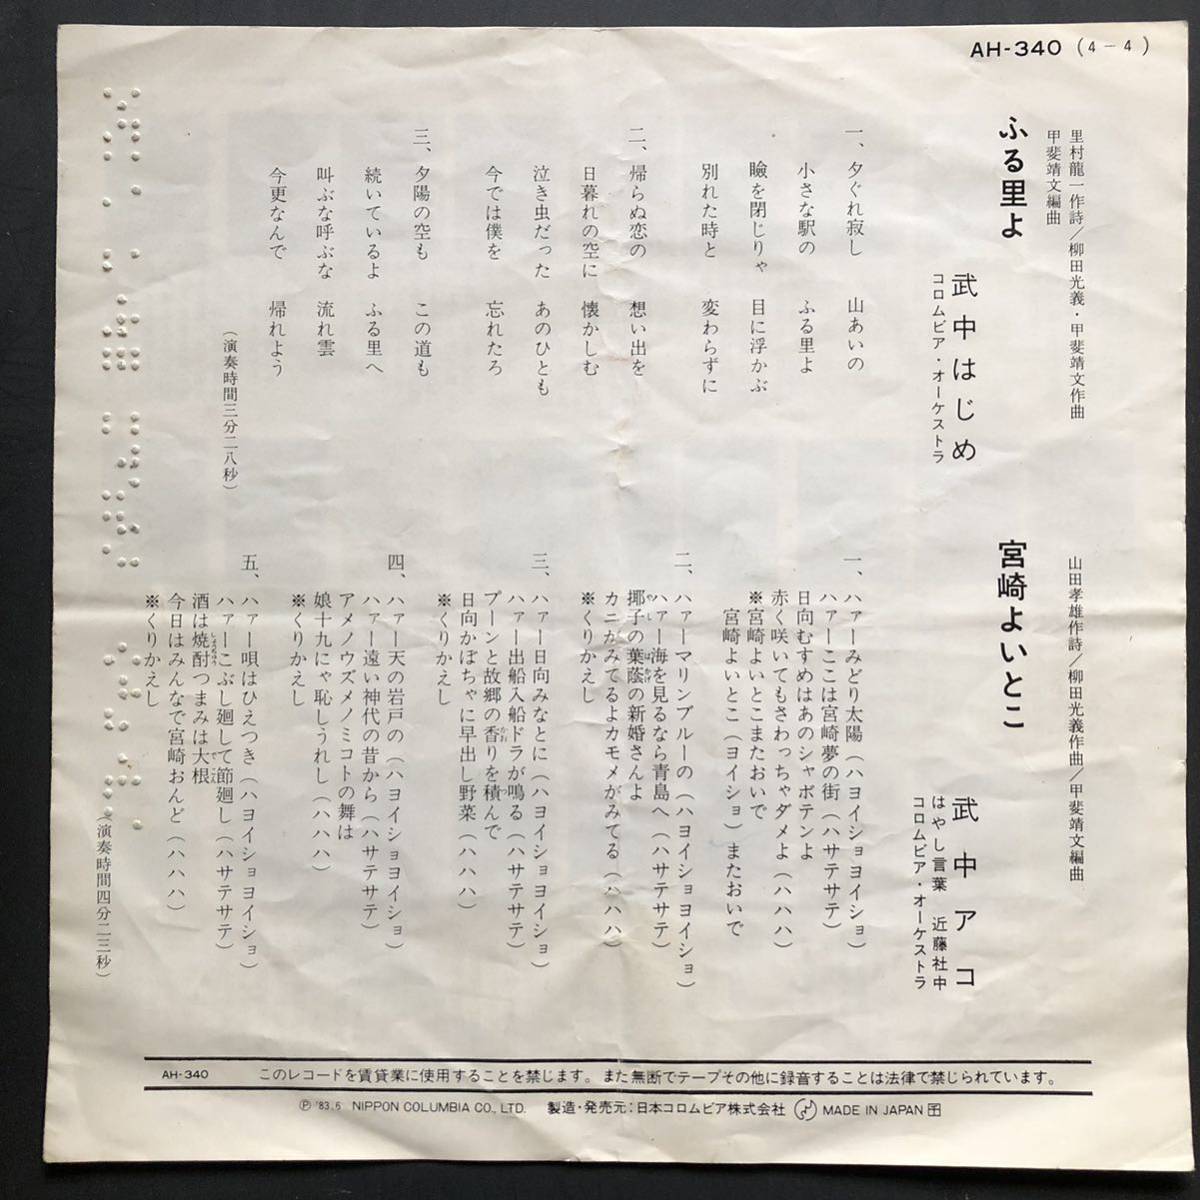 AH-340 (4-4)
里村龍一作詩/柳田光義・甲斐靖文作曲
甲斐靖文編曲
ふる里よ
武中はじめ
コロムビア・オーケストラ
一、夕ぐれ寂し 山あいの
小さな駅の ふる里よ
瞼を閉じりゃ 目に浮かぶ
別れた時と 変わらずに
二、帰らぬ恋の 想い出を
日暮れの空に 懐かしむ
泣き虫だった あのひとも
今では僕を 忘れたろ
三、夕陽の空も この道も
続いているよ ふる里へ
叫ぶな呼ぶな 流れ雲
今更なんで 帰れよう
(演奏時間三分二八秒)
山田孝雄作詩/柳田光義作曲/甲斐靖文編曲
宮崎よいとこ
武中アコ
はやし言葉 近藤社中
コロムビア・オーケストラ
一、ハァーみどり太陽(ハヨイショヨイショ)
ハァーここは宮崎夢の街(ハサテサテ)
日向むすめはあのシャボテンよ
赤く咲いてもさわっちゃダメよ(ハハハ)
※宮崎よいとこまたおいで
宮崎よいとこ(ヨイショ)またおいで
二、ハァーマリンブルーの(ハヨイショヨイショ)
ハァー海を見るなら青島へ(ハサテサテ)
椰子の葉蔭の新婚さんよ
カニがみてるよカモメがみてる(ハハハ)
※くりかえし
三、ハァー日向みなとに(ハヨイショヨイショ)
ハァー出船入船ドラが鳴る(ハサテサテ)
プーンと故郷の香りを積んで
日向かぼちゃに早出し野菜(ハハハ)
※くりかえし
四、ハァー天の岩戸の(ハヨイショヨイショ)
ハァー遠い神代の昔から(ハサテサテ)
アメノウズメノミコトの舞は
娘十九にゃ恥しうれし(ハハハ)
※くりかえし
五、ハァー唄はひえつき(ハヨイショヨイショ)
ハァーこぶし廻して節廻し(ハサテサテ)
酒は焼酎つまみは大根
今日はみんなで宮崎おんど(ハハハ)
※くりかえし
(演奏時間四分二三秒)
AH-340 このレコードを賃貸業に使用することを禁じます。また無断でテープその他に録音することは法律で禁じられています。
Ⓟ '83.6 NIPPON COLUMBIA CO., LTD. 製造・発売元:日本コロムビア株式会社 MADE IN JAPAN